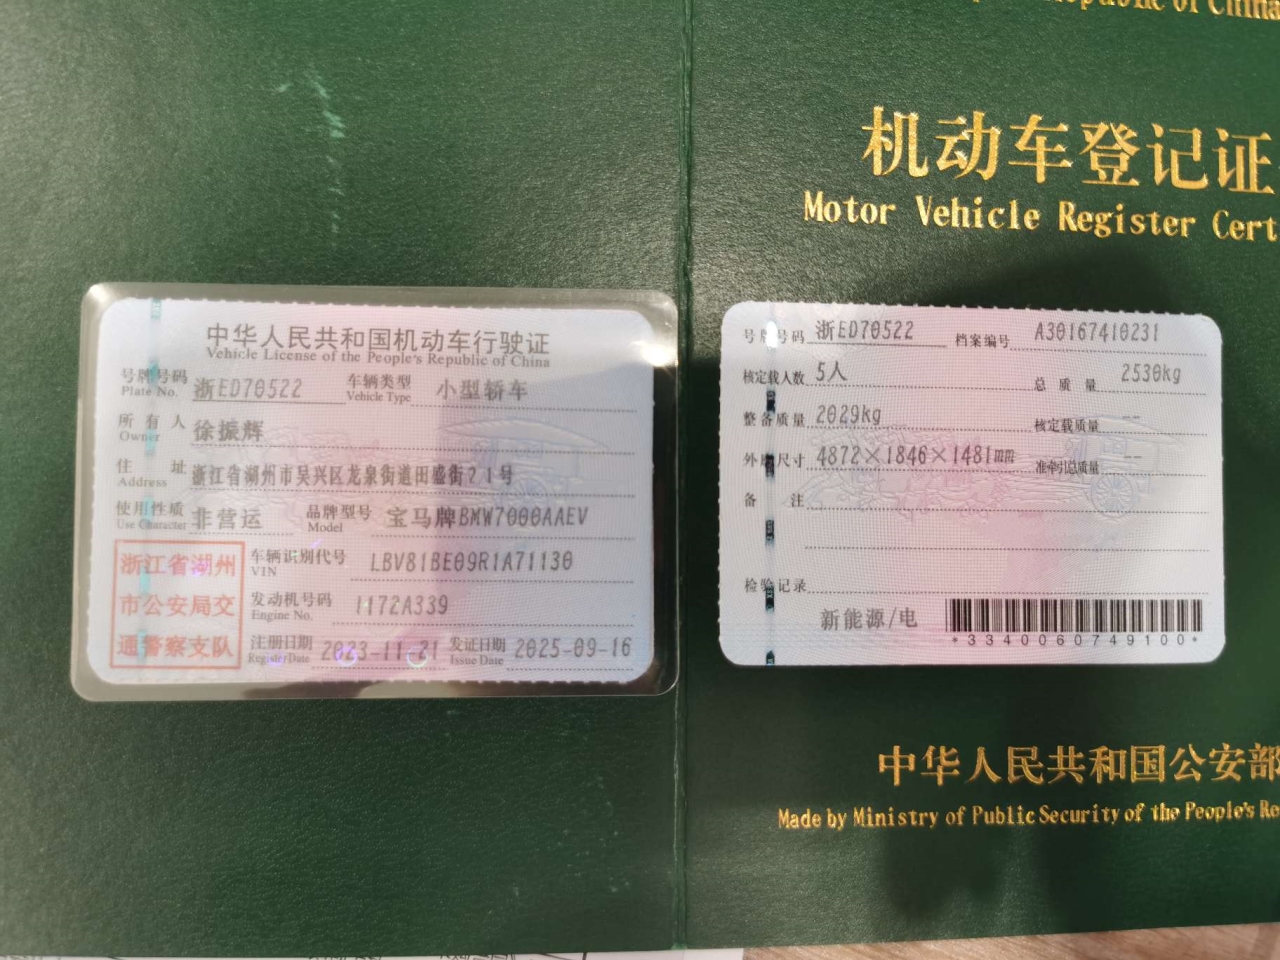 机动车登记证
Motor Vehicle Register Cert
中华人民共和国机动车行驶证
Vehicle License of the People's Republic of China
号牌号码 浙ED70522 车辆类型 小型轿车
Plate No. Vehicle Type
所有人 徐振辉
Owner
住址 浙江省湖州市吴兴区龙泉街道田盛街21号
Address
使用性质 非营运 品牌型号 宝马牌BMW7000AAEV
Use Character Model
浙江省湖州
市公安局交
通警察支队
车辆识别代号 LBV81BE09R1A71130
VIN
发动机号码 1172A339
Engine No.
注册日期 2023-11-21 发证日期 2025-09-16
Register Date Issue Date
号牌号码 浙ED70522 档案编号 A30167410231
核定载人数 5人 总质量 2530kg
整备质量 2029kg 核定载质量 --
外廓尺寸 4872×1846×1481mm 准牵引总质量 --
备注
检验记录
新能源/电
*3340060749100*
中华人民共和国公安部
Made by Ministry of Public Security of the People's Re